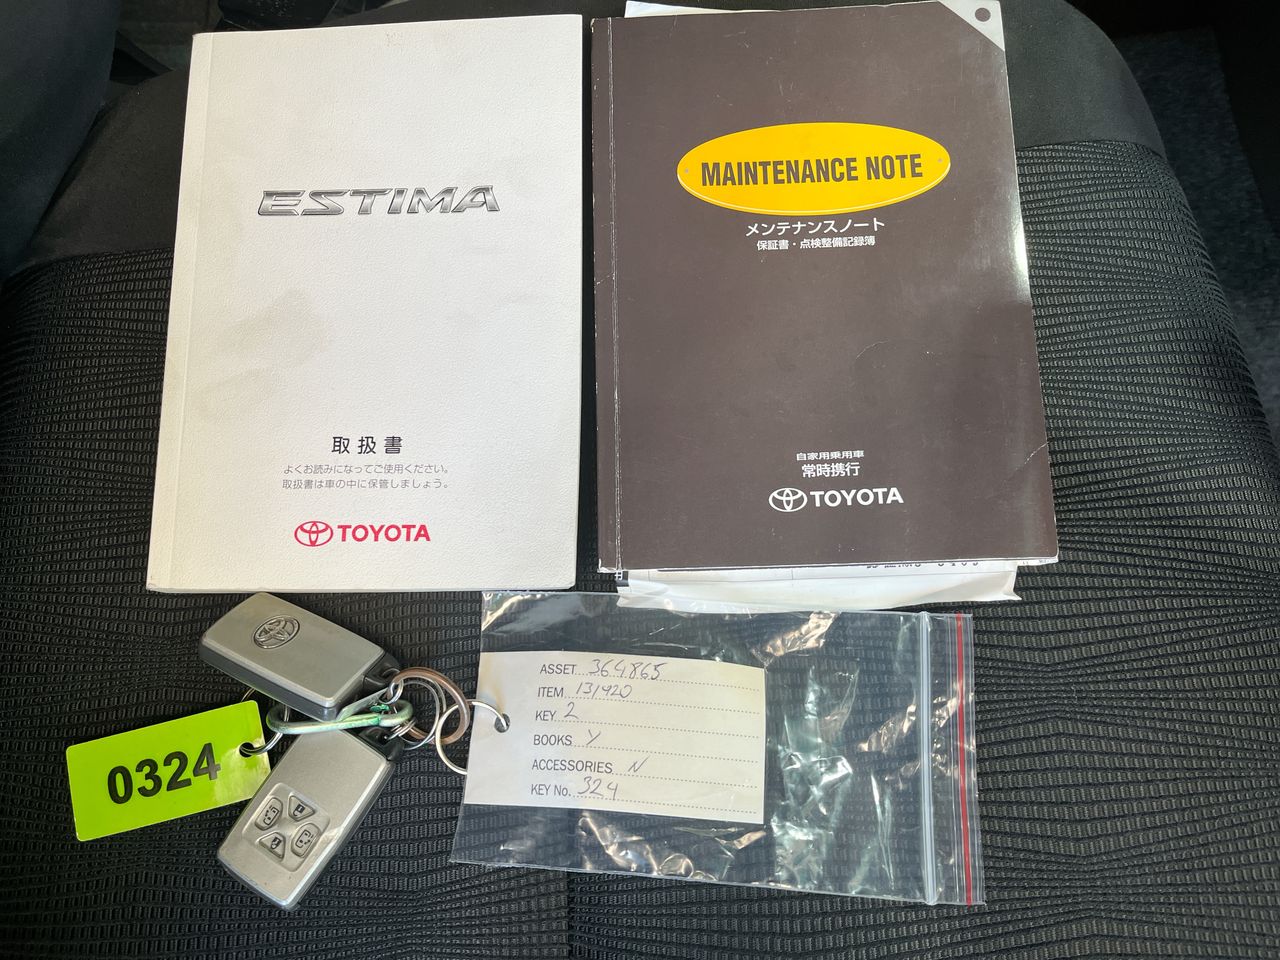 ESTIMA
取扱書
よくお読みになってご使用ください。
取扱書は車の中に保管しましょう。
TOYOTA
MAINTENANCE NOTE
メンテナンスノート
保証書・点検整備記録簿
自家用乗用車
常時携行
TOYOTA
0324
ASSET 364865
ITEM 131920
KEY 2
BOOKS Y
ACCESSORIES N
KEY No. 324